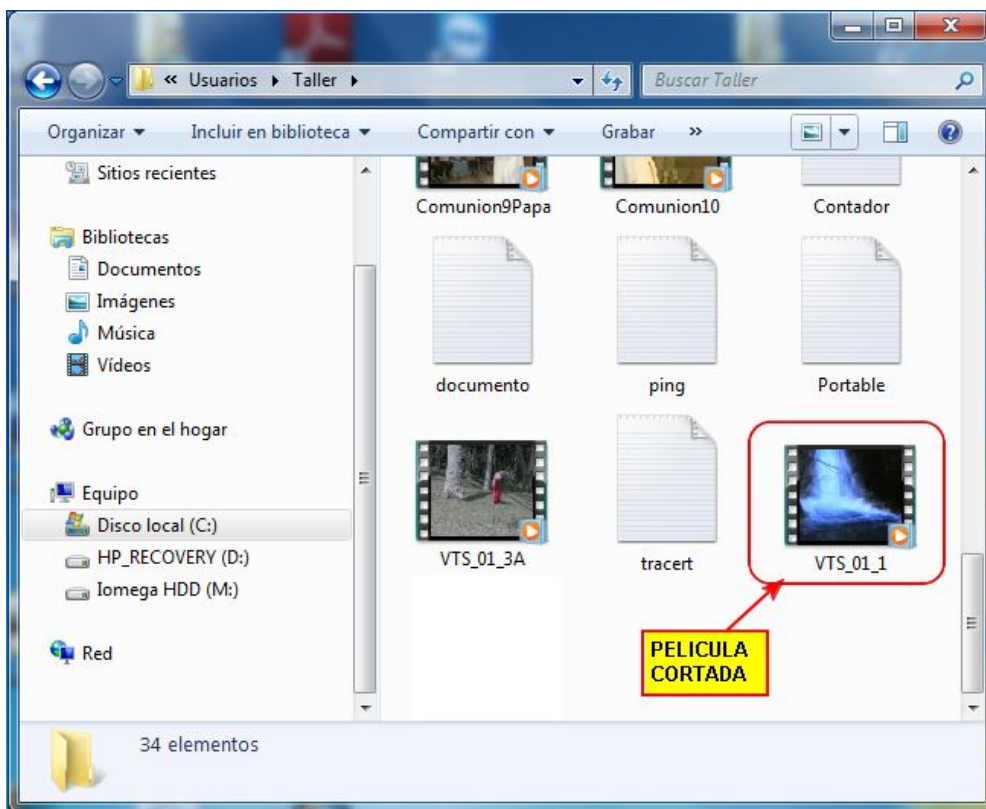 « Usuarios ▸ Taller ▸
Buscar Taller
Organizar Incluir en biblioteca Compartir con Grabar »
Sitios recientes
Bibliotecas
Documentos
Imágenes
Música
Vídeos
Grupo en el hogar
Equipo
Disco local (C:)
HP_RECOVERY (D:)
Iomega HDD (M:)
Red
Comunion9Papa Comunion10 Contador
documento ping Portable
VTS_01_3A tracert VTS_01_1
PELICULA
CORTADA
34 elementos